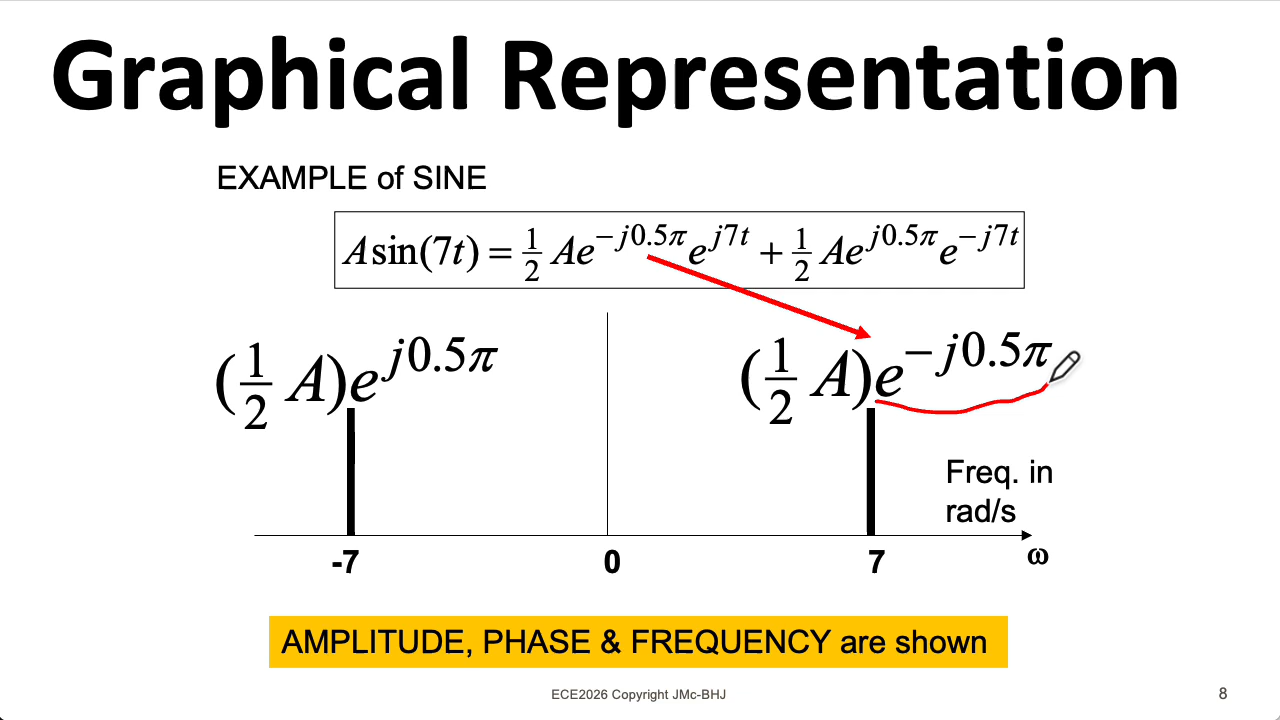 Graphical Representation
EXAMPLE of SINE
A sin(7t) = ½ Ae^{−j0.5π} e^{j7t} + ½ Ae^{j0.5π} e^{−j7t}
(½ A)e^{j0.5π} (½ A)e^{−j0.5π}
Freq. in
rad/s
-7 0 7 ω
AMPLITUDE, PHASE & FREQUENCY are shown
ECE2026 Copyright JMc-BHJ 8